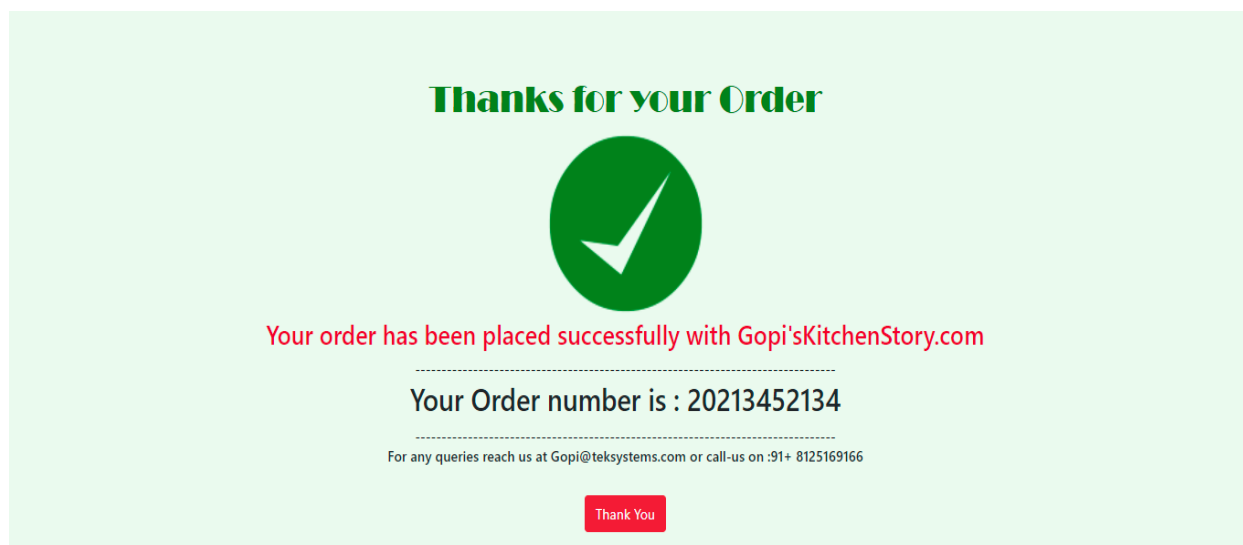 Thanks for your Order
Your order has been placed successfully with Gopi'sKitchenStory.com
--------------------------------------------------------------------------------
Your Order number is : 20213452134
--------------------------------------------------------------------------------
For any queries reach us at Gopi@teksystems.com or call-us on :91+ 8125169166
Thank You